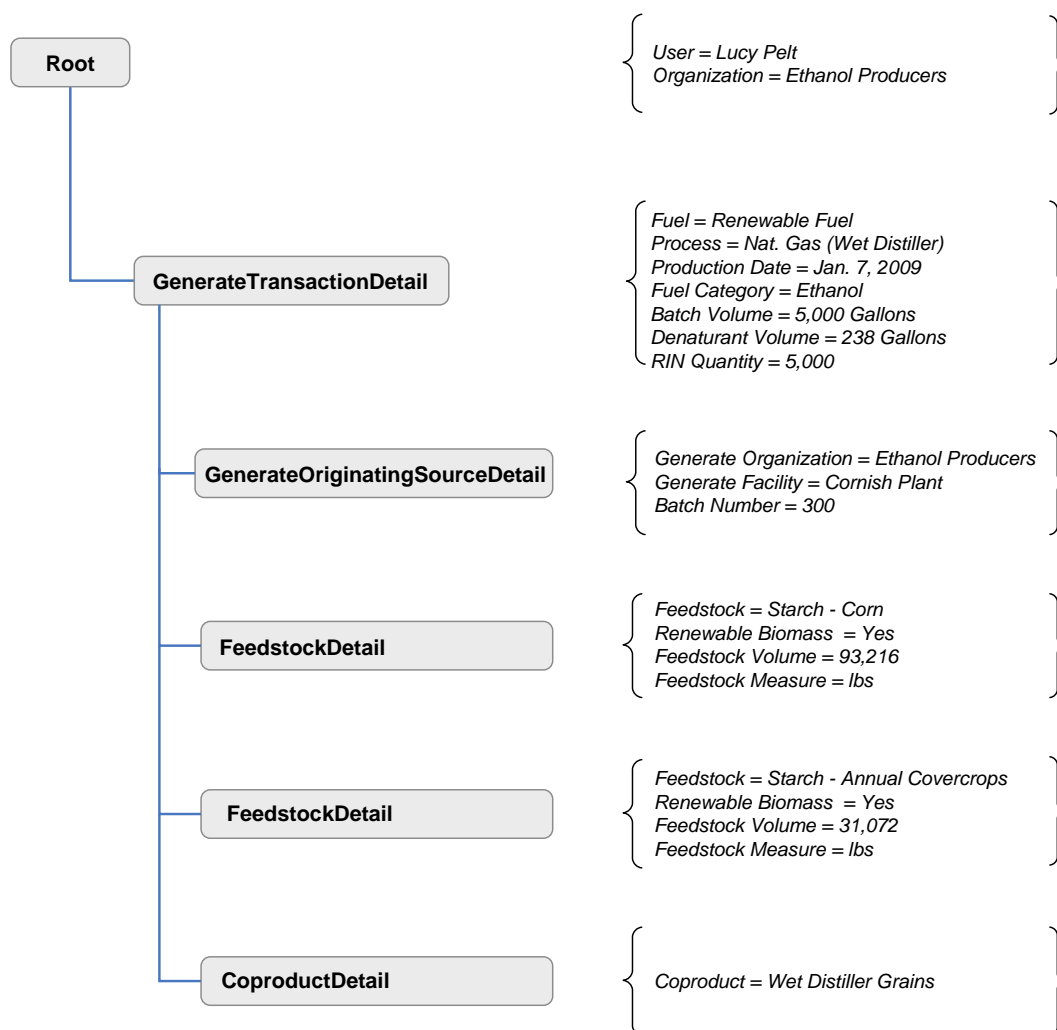 Root
User = Lucy Pelt
Organization = Ethanol Producers
GenerateTransactionDetail
Fuel = Renewable Fuel
Process = Nat. Gas (Wet Distiller)
Production Date = Jan. 7, 2009
Fuel Category = Ethanol
Batch Volume = 5,000 Gallons
Denaturant Volume = 238 Gallons
RIN Quantity = 5,000
GenerateOriginatingSourceDetail
Generate Organization = Ethanol Producers
Generate Facility = Cornish Plant
Batch Number = 300
FeedstockDetail
Feedstock = Starch - Corn
Renewable Biomass  = Yes
Feedstock Volume = 93,216
Feedstock Measure = lbs
FeedstockDetail
Feedstock = Starch - Annual Covercrops
Renewable Biomass  = Yes
Feedstock Volume = 31,072
Feedstock Measure = lbs
CoproductDetail
Coproduct = Wet Distiller Grains